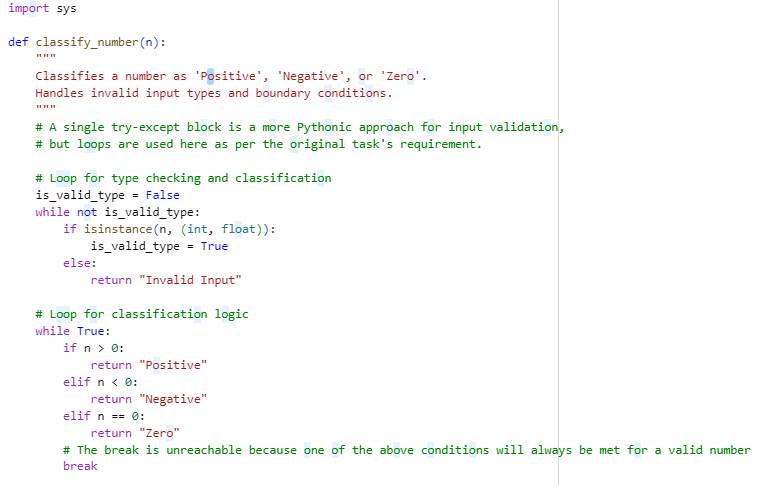 import sys

def classify_number(n):
    """
    Classifies a number as 'Positive', 'Negative', or 'Zero'.
    Handles invalid input types and boundary conditions.
    """
    # A single try-except block is a more Pythonic approach for input validation,
    # but loops are used here as per the original task's requirement.

    # Loop for type checking and classification
    is_valid_type = False
    while not is_valid_type:
        if isinstance(n, (int, float)):
            is_valid_type = True
        else:
            return "Invalid Input"

    # Loop for classification logic
    while True:
        if n > 0:
            return "Positive"
        elif n < 0:
            return "Negative"
        elif n == 0:
            return "Zero"
        # The break is unreachable because one of the above conditions will always be met for a valid number
        break